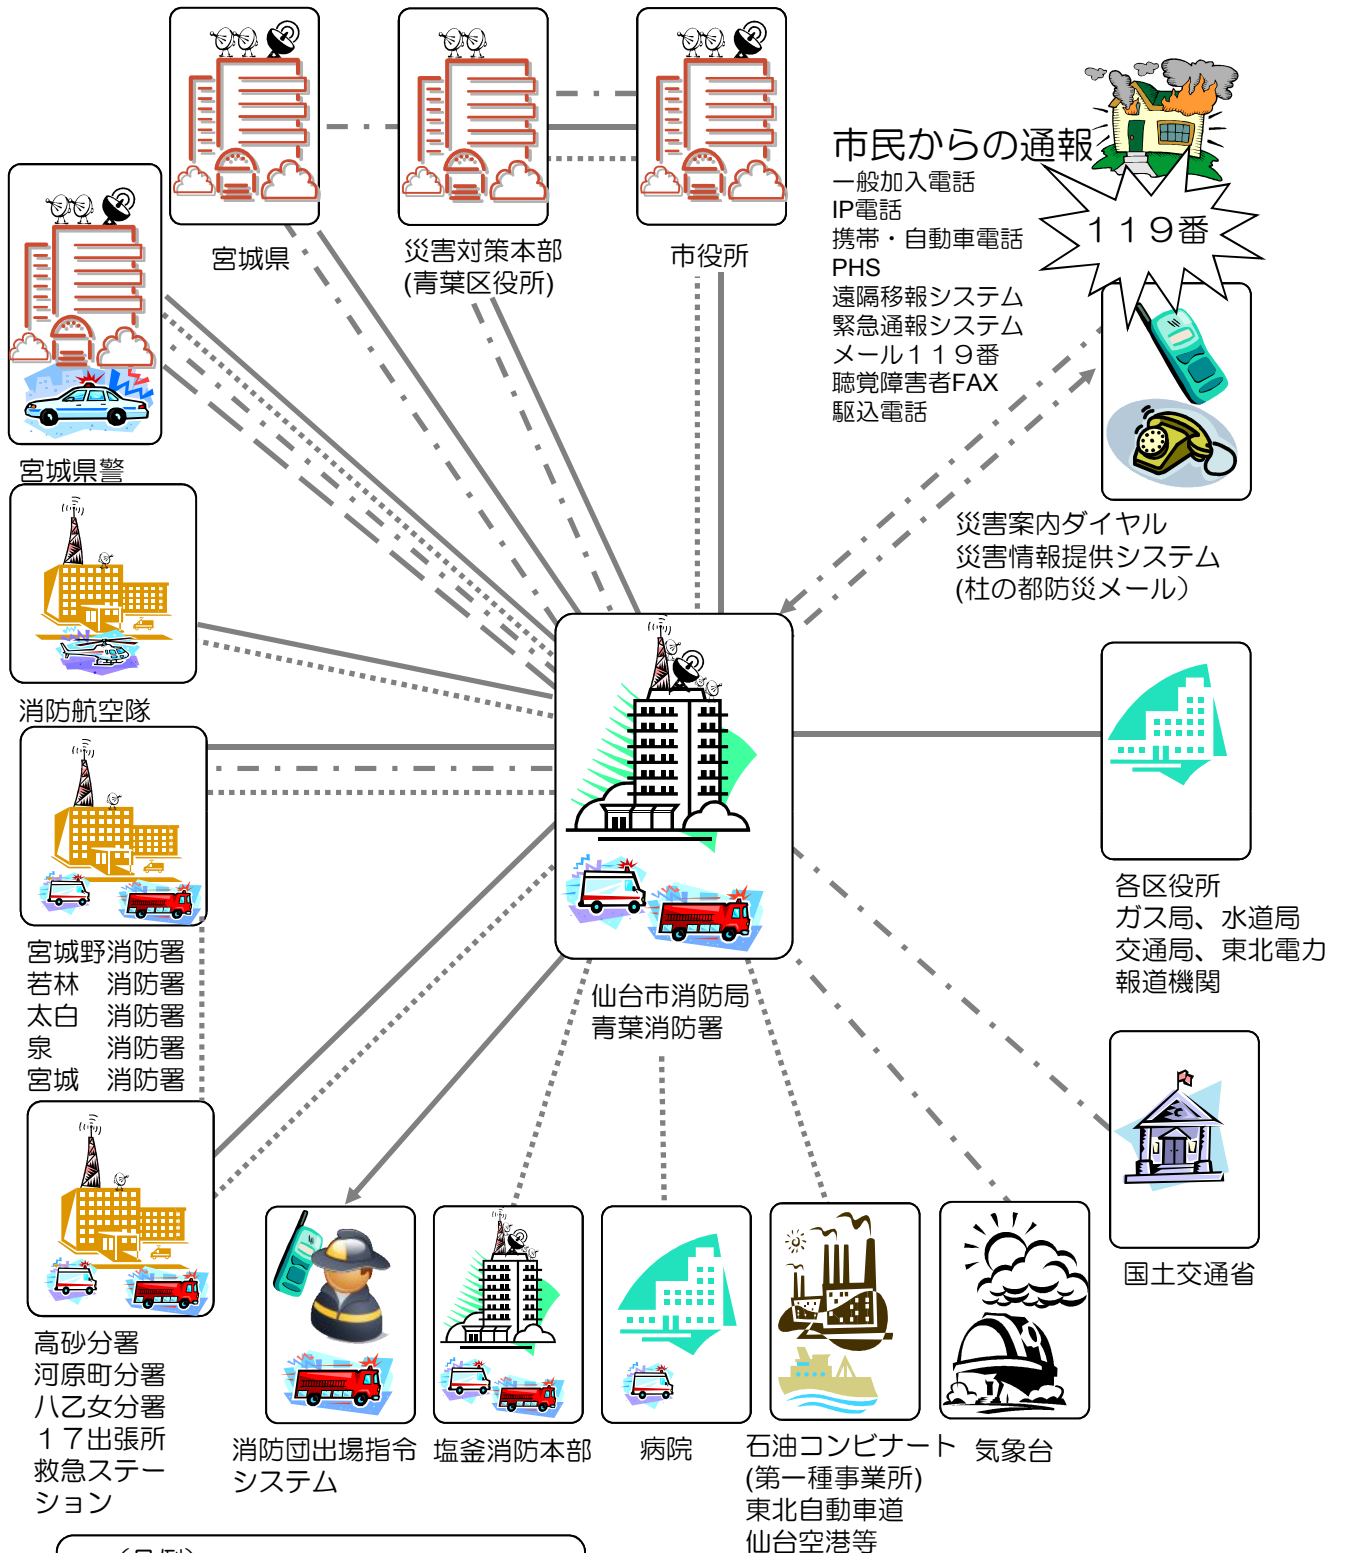 宮城県
災害対策本部
(青葉区役所)
市役所
市民からの通報
一般加入電話
IP電話
携帯・自動車電話
PHS
遠隔移報システム
緊急通報システム
メール１１９番
聴覚障害者FAX
駆込電話
１１９番
宮城県警
災害案内ダイヤル
災害情報提供システム
(杜の都防災メール）
消防航空隊
各区役所
ガス局、水道局
交通局、東北電力
報道機関
宮城野消防署
若林　消防署
太白　消防署
泉　　消防署
宮城　消防署
仙台市消防局
青葉消防署
国土交通省
高砂分署
河原町分署
八乙女分署
１７出張所
救急ステー
ション
消防団出場指令
システム
塩釜消防本部
病院
石油コンビナート
(第一種事業所)
東北自動車道
仙台空港等
気象台